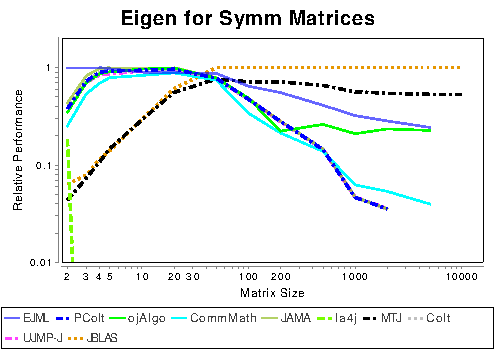 Eigen for Symm Matrices
Relative Performance
1
0.1
0.01
2 3 4 5 10 20 30 100 200 1000 10000
Matrix Size
EJML PColt ojAlgo CommMath JAMA la4j MTJ Colt
UJMP-J JBLAS